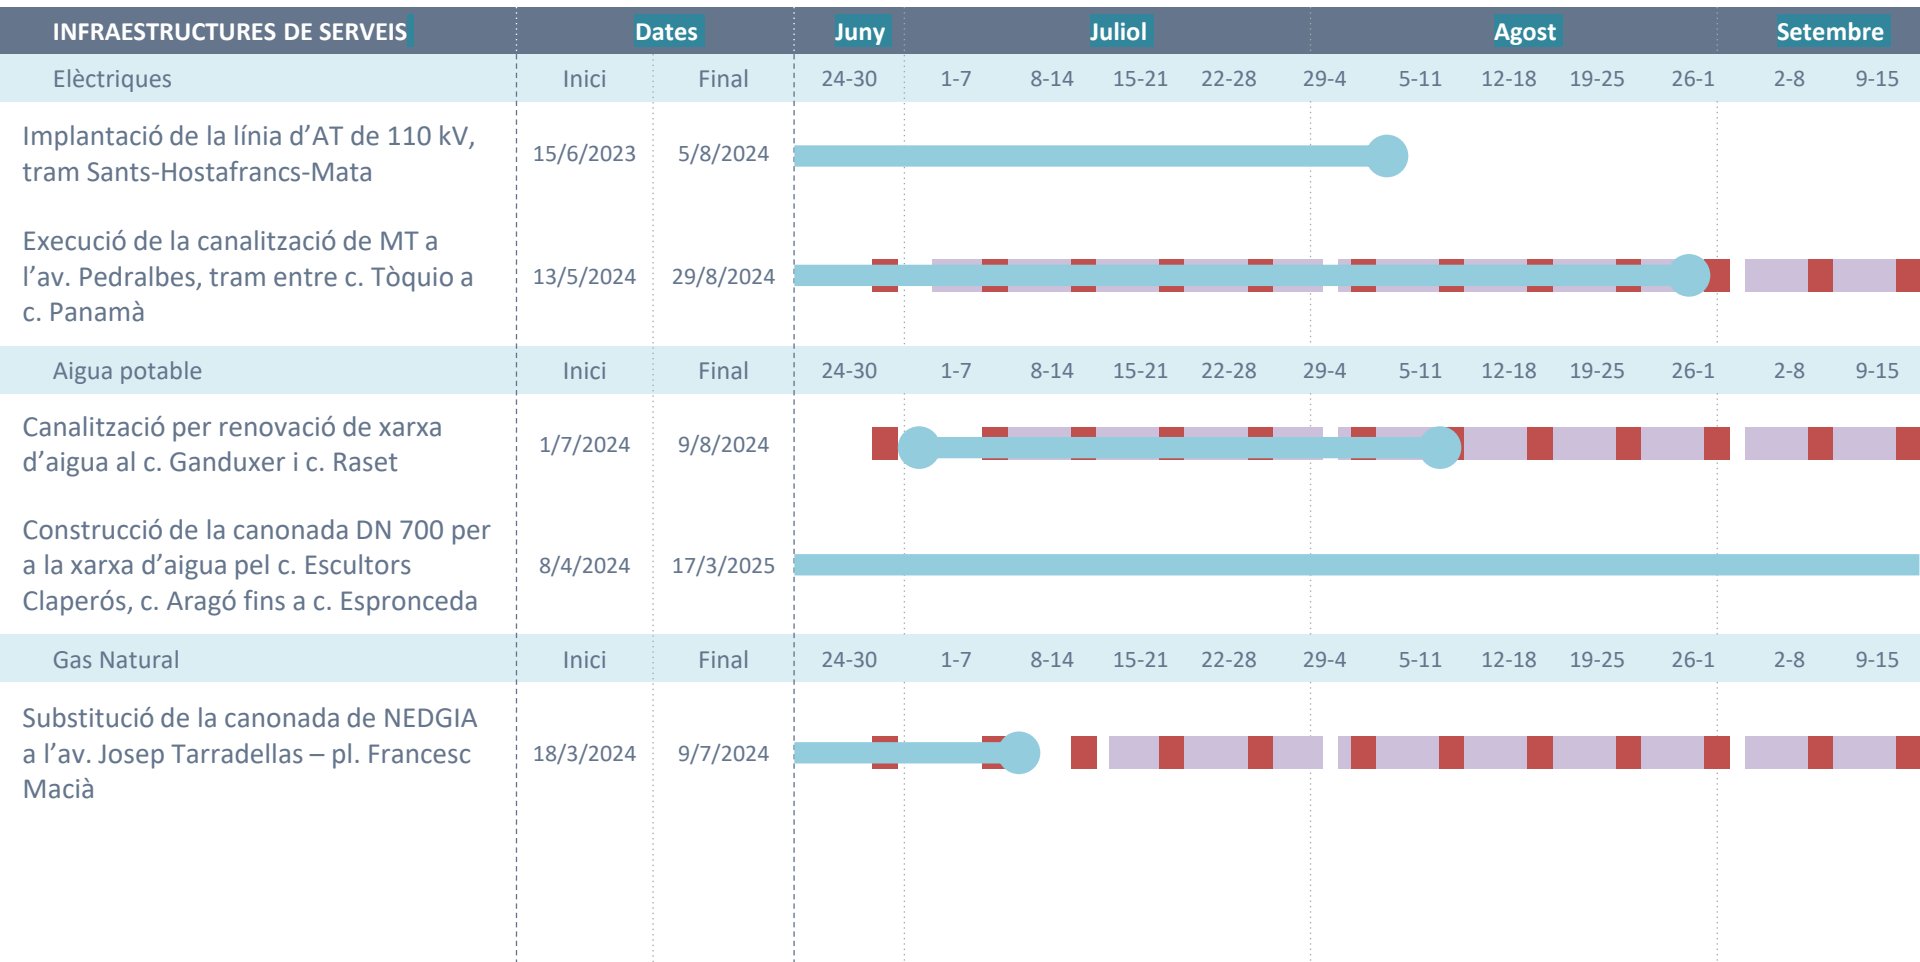 INFRAESTRUCTURES DE SERVEIS Dates Juny Juliol Agost Setembre
Elèctriques Inici Final 24-30 1-7 8-14 15-21 22-28 29-4 5-11 12-18 19-25 26-1 2-8 9-15
Implantació de la línia d’AT de 110 kV,
tram Sants-Hostafrancs-Mata
15/6/2023 5/8/2024
Execució de la canalització de MT a
l’av. Pedralbes, tram entre c. Tòquio a
c. Panamà
13/5/2024 29/8/2024
Aigua potable Inici Final 24-30 1-7 8-14 15-21 22-28 29-4 5-11 12-18 19-25 26-1 2-8 9-15
Canalització per renovació de xarxa
d’aigua al c. Ganduxer i c. Raset
1/7/2024 9/8/2024
Construcció de la canonada DN 700 per
a la xarxa d’aigua pel c. Escultors
Claperós, c. Aragó fins a c. Espronceda
8/4/2024 17/3/2025
Gas Natural Inici Final 24-30 1-7 8-14 15-21 22-28 29-4 5-11 12-18 19-25 26-1 2-8 9-15
Substitució de la canonada de NEDGIA
a l’av. Josep Tarradellas – pl. Francesc
Macià
18/3/2024 9/7/2024